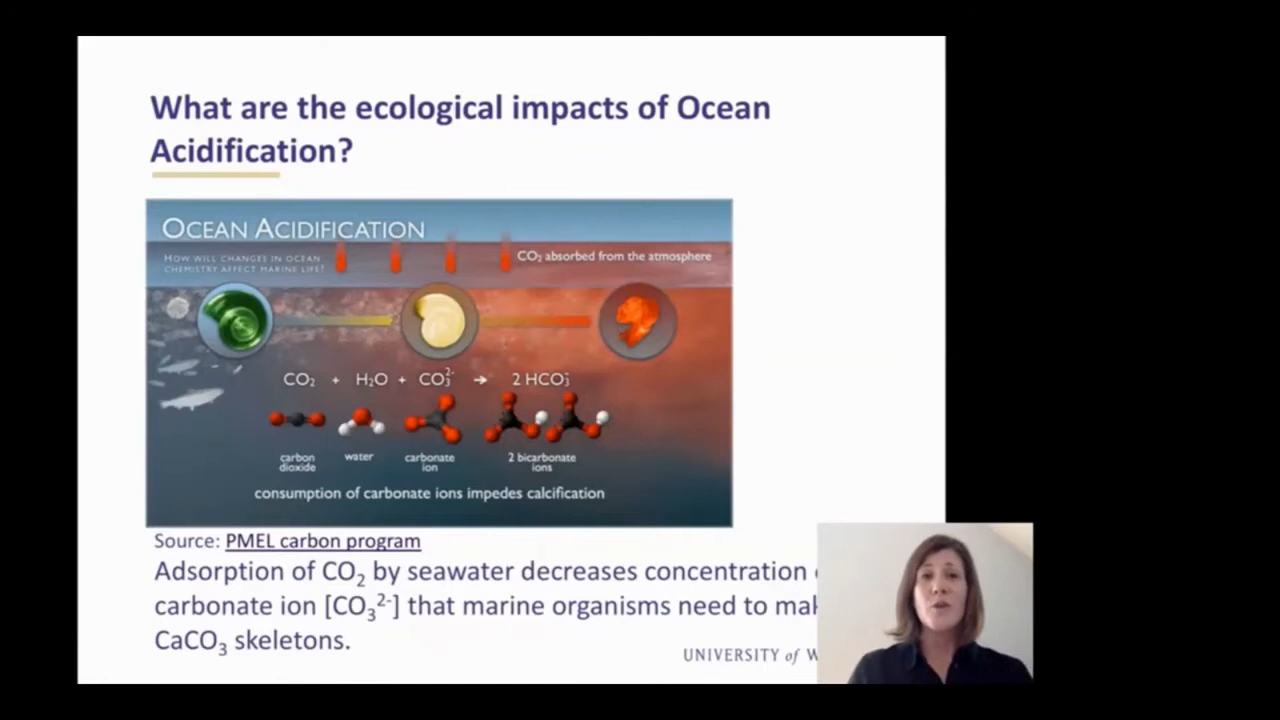 What are the ecological impacts of Ocean
Acidification?
OCEAN ACIDIFICATION
HOW WILL CHANGES IN OCEAN
CHEMISTRY AFFECT MARINE LIFE?
CO₂ absorbed from the atmosphere
CO₂ + H₂O + CO₃²⁻ → 2 HCO₃⁻
carbon
dioxide
water
carbonate
ion
2 bicarbonate
ions
consumption of carbonate ions impedes calcification
Source: PMEL carbon program
Adsorption of CO₂ by seawater decreases concentration
carbonate ion [CO₃²⁻] that marine organisms need to
CaCO₃ skeletons.
UNIVERSITY of